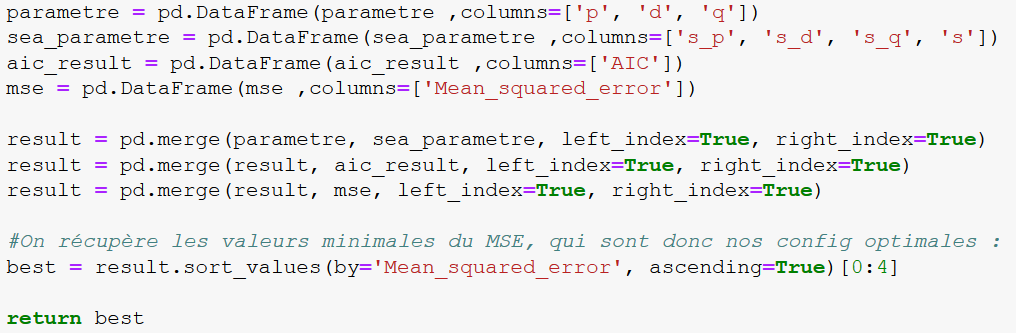 parametre = pd.DataFrame(parametre ,columns=['p', 'd', 'q'])
sea_parametre = pd.DataFrame(sea_parametre ,columns=['s_p', 's_d', 's_q', 's'])
aic_result = pd.DataFrame(aic_result ,columns=['AIC'])
mse = pd.DataFrame(mse ,columns=['Mean_squared_error'])
result = pd.merge(parametre, sea_parametre, left_index=True, right_index=True)
result = pd.merge(result, aic_result, left_index=True, right_index=True)
result = pd.merge(result, mse, left_index=True, right_index=True)
#On récupère les valeurs minimales du MSE, qui sont donc nos config optimales :
best = result.sort_values(by='Mean_squared_error', ascending=True)[0:4]
return best